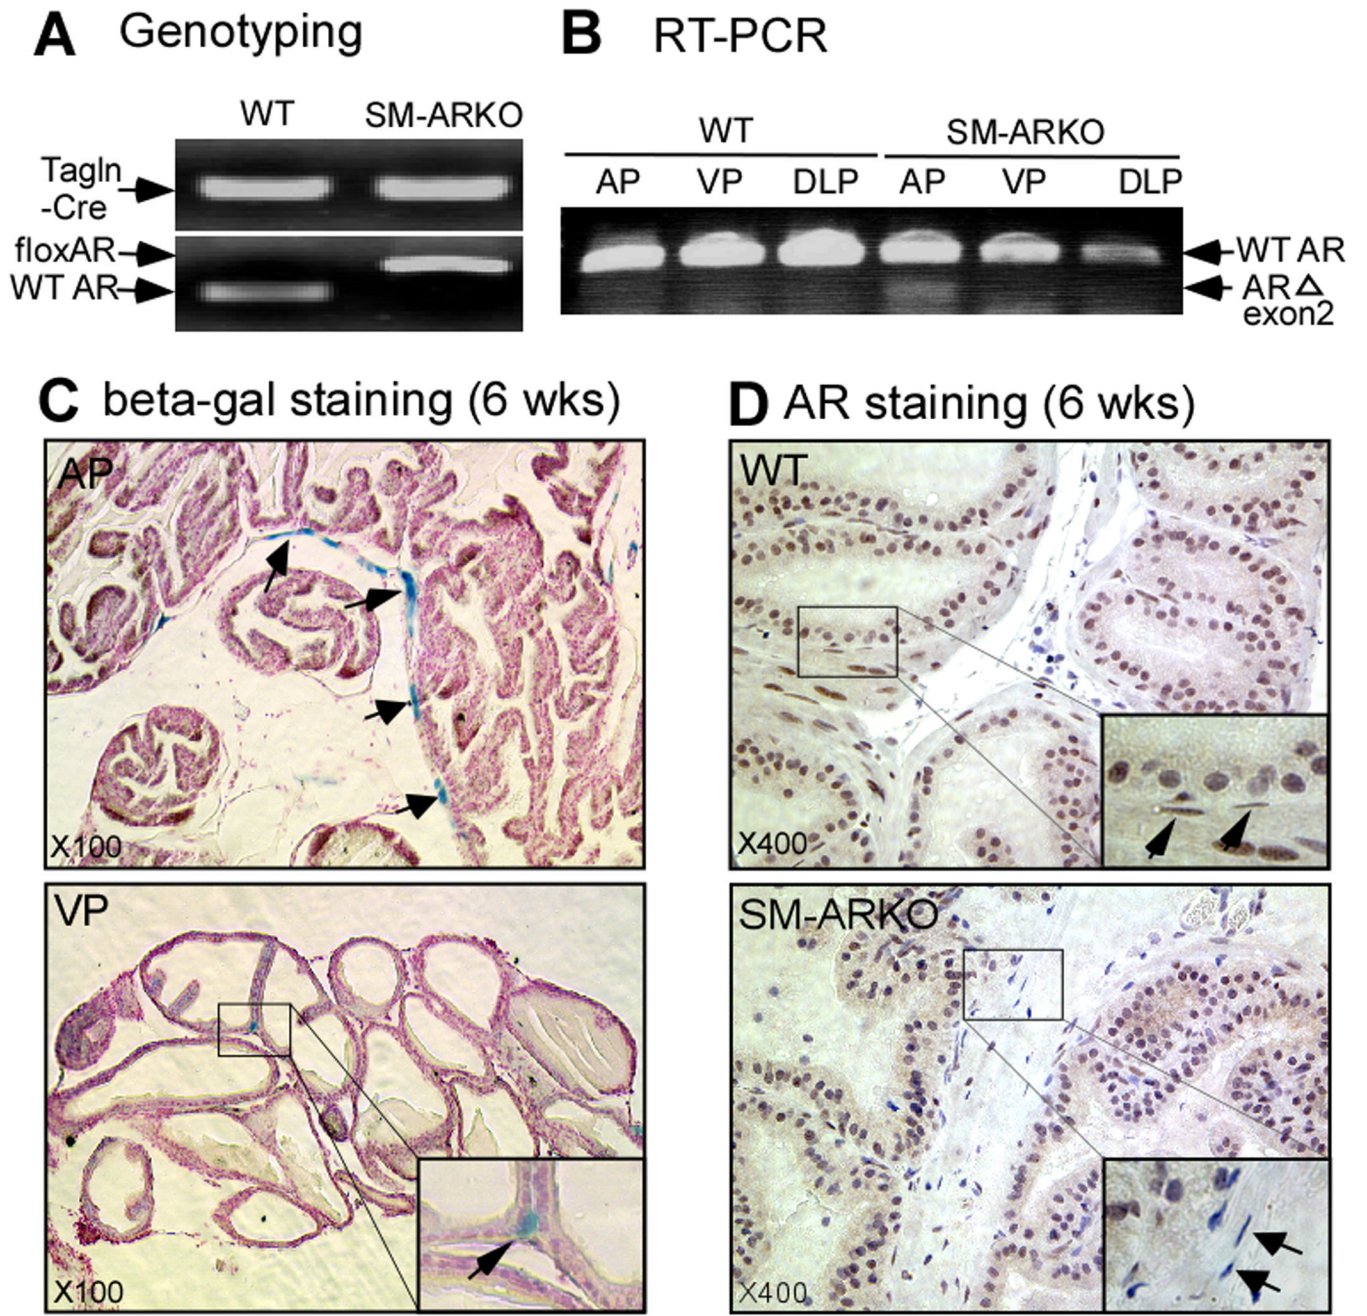 A Genotyping
WT SM-ARKO
Tagln
-Cre
floxAR
WT AR
B RT-PCR
WT SM-ARKO
AP VP DLP AP VP DLP
WT AR
AR△
exon2
C beta-gal staining (6 wks)
AP
X100
VP
X100
D AR staining (6 wks)
WT
X400
SM-ARKO
X400